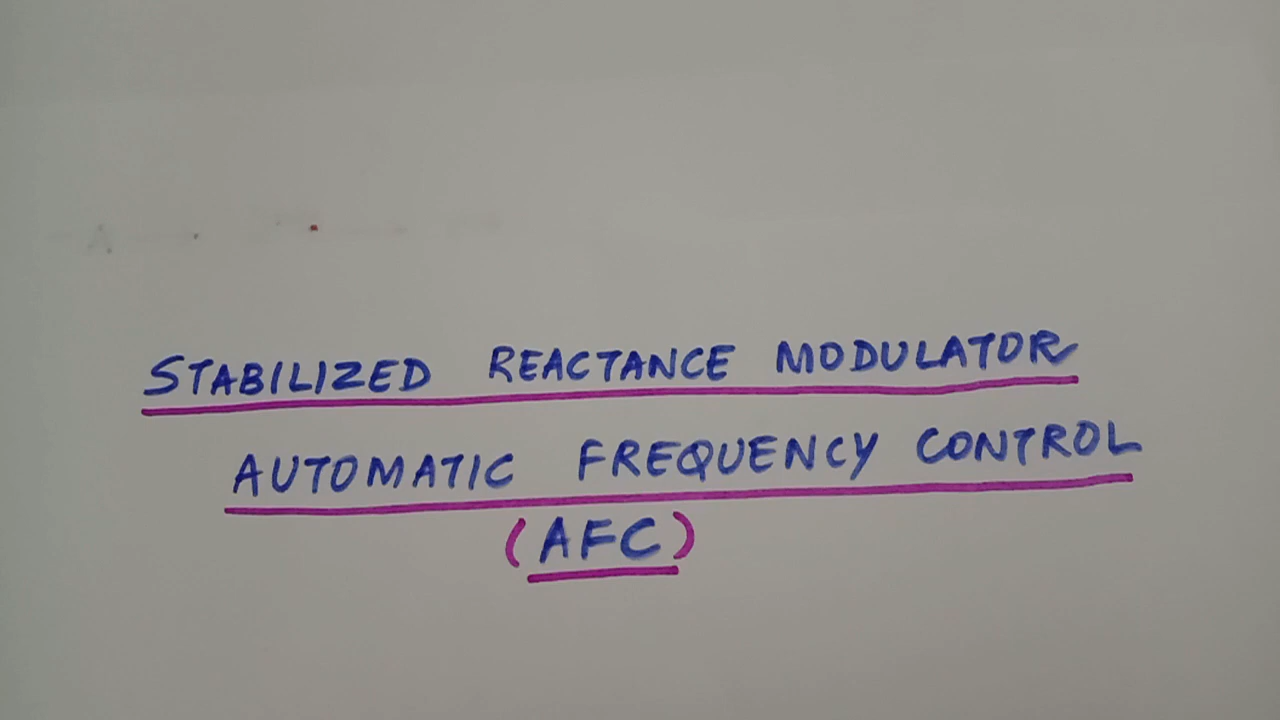 STABILIZED REACTANCE MODULATOR
AUTOMATIC FREQUENCY CONTROL
(AFC)